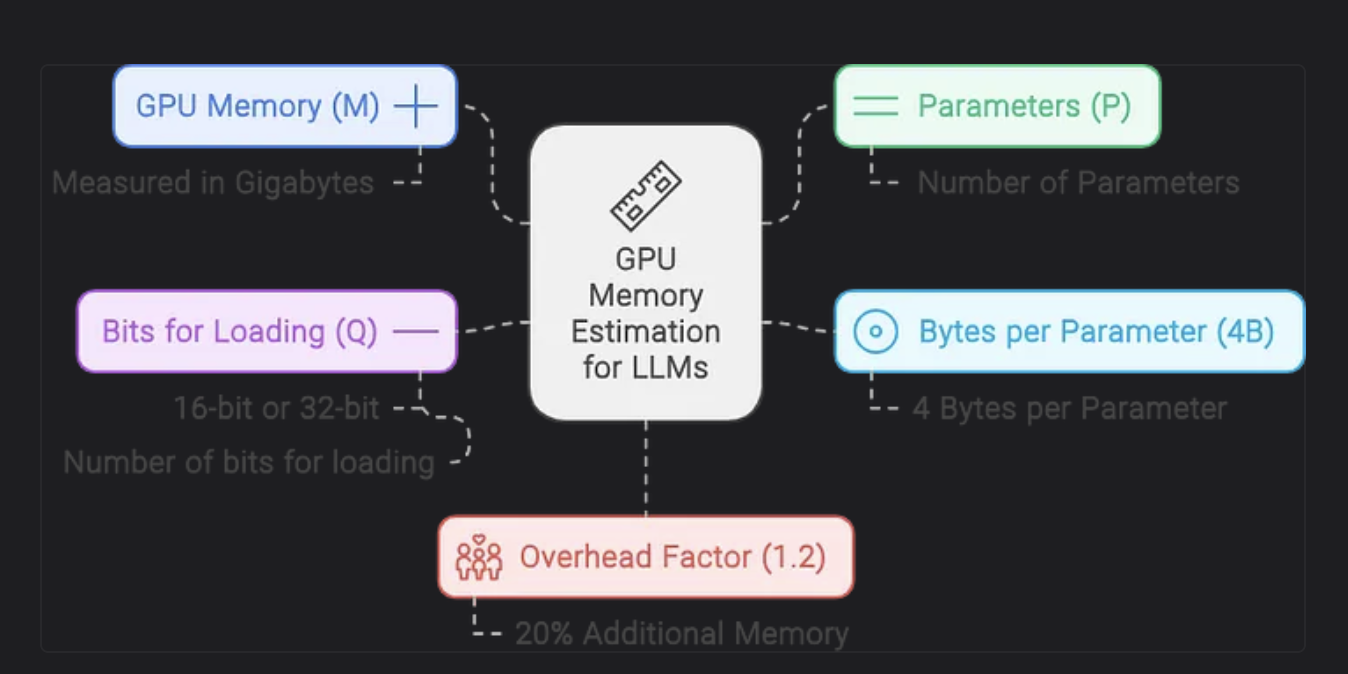 GPU Memory (M)
Measured in Gigabytes
Bits for Loading (Q)
16-bit or 32-bit
Number of bits for loading
GPU
Memory
Estimation
for LLMs
Parameters (P)
Number of Parameters
Bytes per Parameter (4B)
4 Bytes per Parameter
Overhead Factor (1.2)
20% Additional Memory